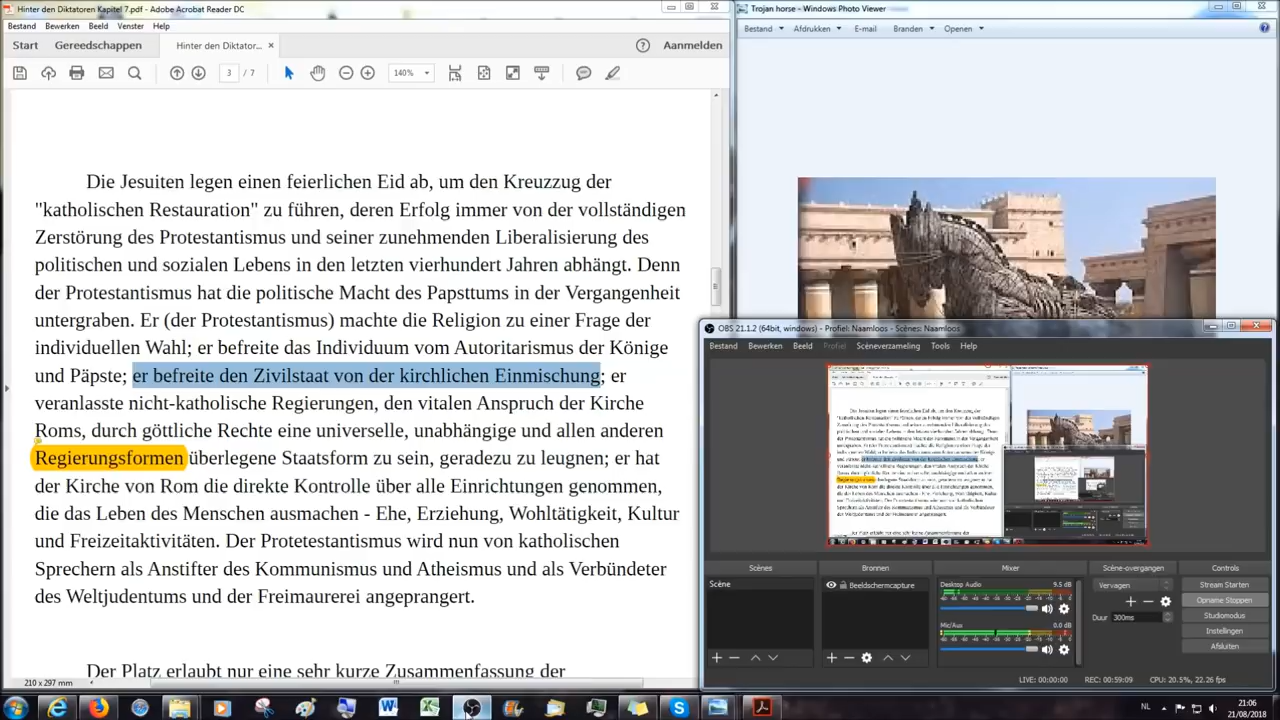 Hinter den Diktatoren Kapitel 7.pdf - Adobe Acrobat Reader DC
Bestand Bewerken Beeld Venster Help
Start Gereedschappen Hinter den Diktator... × Aanmelden
3 / 7 140%
Die Jesuiten legen einen feierlichen Eid ab, um den Kreuzzug der
"katholischen Restauration" zu führen, deren Erfolg immer von der vollständigen
Zerstörung des Protestantismus und seiner zunehmenden Liberalisierung des
politischen und sozialen Lebens in den letzten vierhundert Jahren abhängt. Denn
der Protestantismus hat die politische Macht des Papsttums in der Vergangenheit
untergraben. Er (der Protestantismus) machte die Religion zu einer Frage der
individuellen Wahl und befreite das Individuum vom Autoritarismus der Könige
und Päpste; er befreite den Zivilstaat von der kirchlichen Einmischung; er
veranlasste nicht-katholische Regierungen, den vitalen Anspruch der Kirche
Roms, durch göttliches Recht eine universelle, unabhängige und allen anderen
Regierungsformen überlegene Staatsform zu sein, offen zu leugnen; er hat
der Kirche von Rom die direkte Kontrolle über alle Einrichtungen genommen,
die das Leben des Menschen ausmachen - Ehe, Erziehung, Wohltätigkeit, Kultur
und Freizeitaktivitäten. Der Protestantismus wird nun von katholischen
Sprechern als Anstifter des Kommunismus und Atheismus und als Verbündeter
des Weltjudentums und der Freimaurerei angeprangert.
Der Platz erlaubt nur eine sehr kurze Zusammenfassung der
210 x 297 mm
Trojan horse - Windows Photo Viewer
Bestand Afdrukken E-mail Branden Openen
OBS 21.1.2 (64bit, windows) - Profiel: Naamloos - Scènes: Naamloos
Bestand Bewerken Beeld Profiel Scèneverzameling Tools Help
Scènes Bronnen Mixer Scène-overgangen Controls
Scène
Beeldschermcapture
Desktop Audio 9.5 dB
Mic/Aux 0.0 dB
Vervagen
Duur 300ms
Stream Starten
Opname Stoppen
Studiomodus
Instellingen
Afsluiten
LIVE: 00:00:00 REC: 00:59:09 CPU: 20.5%, 22.26 fps
NL 21:06
21/08/2018